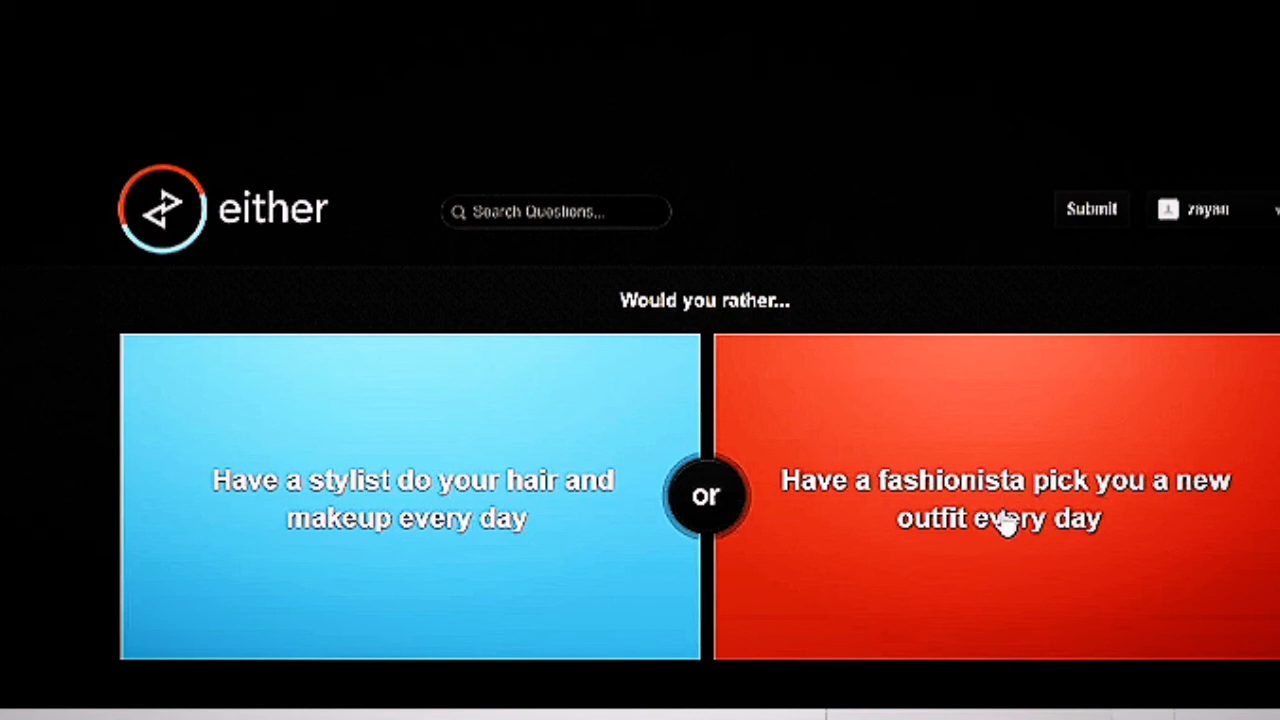 either
Search Questions...
Submit
zayan
Would you rather...
Have a stylist do your hair and
makeup every day
or
Have a fashionista pick you a new
outfit every day